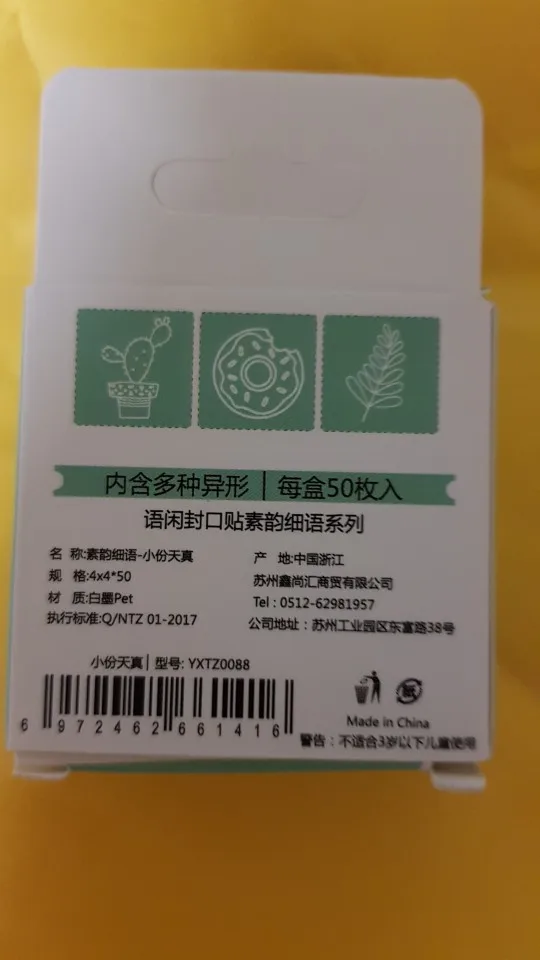 内含多种异形│每盒50枚入
语闲封口贴素韵细语系列
名 称:素韵细语-小份天真
规 格:4x4*50
材 质:白墨Pet
执行标准:Q/NTZ 01-2017
产 地:中国浙江
苏州鑫尚汇商贸有限公司
Tel : 0512-62981957
公司地址：苏州工业园区东富路38号
小份天真│型号: YXTZ0088
6 972462 661416
纸
Made in China
警告：不适合3岁以下儿童使用